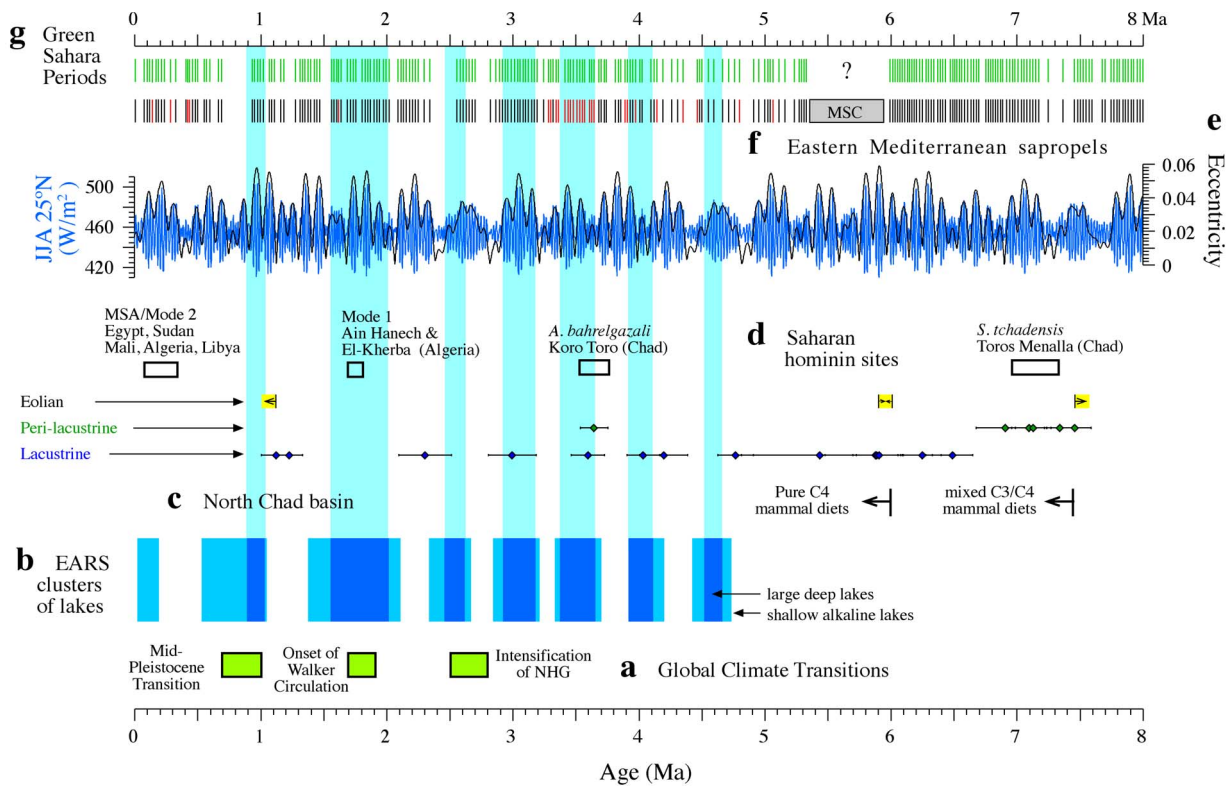 0 1 2 3 4 5 6 7 8 Ma
g Green
Sahara
Periods
?
MSC
e Eccentricity
f Eastern Mediterranean sapropels
JJA 25°N
(W/m²)
500
460
420
0.06
0.04
0.02
0
MSA/Mode 2
Egypt, Sudan
Mali, Algeria, Libya
Mode 1
Ain Hanech &
El-Kherba (Algeria)
A. bahrelgazali
Koro Toro (Chad)
d Saharan
hominin sites
S. tchadensis
Toros Menalla (Chad)
Eolian
Peri-lacustrine
Lacustrine
c North Chad basin
Pure C4
mammal diets
mixed C3/C4
mammal diets
b EARS
clusters
of lakes
large deep lakes
shallow alkaline lakes
Mid-
Pleistocene
Transition
Onset of
Walker
Circulation
Intensification
of NHG
a Global Climate Transitions
0 1 2 3 4 5 6 7 8
Age (Ma)